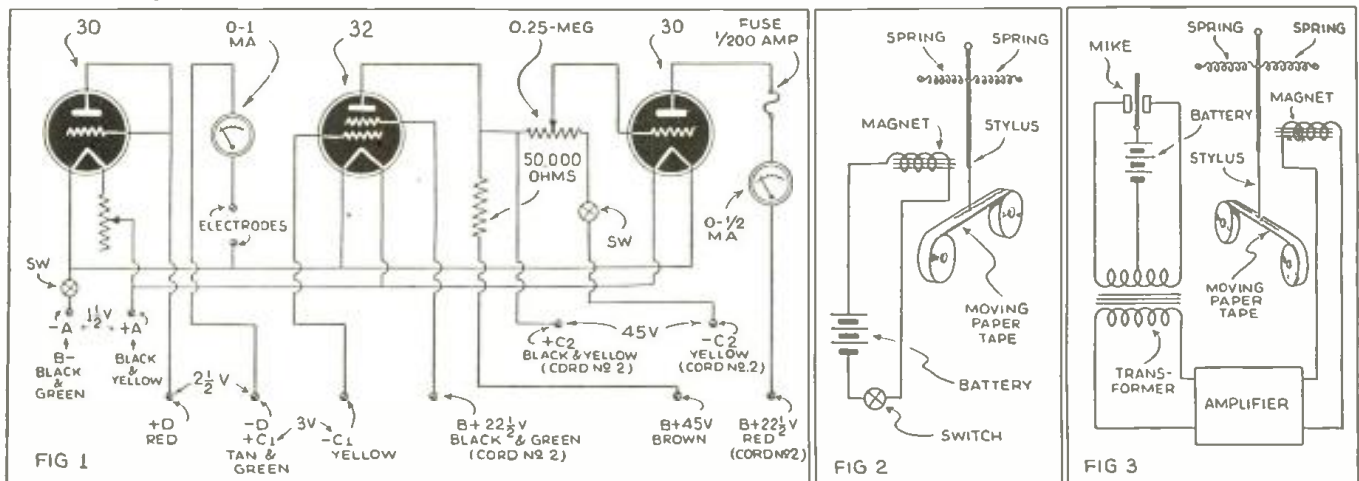 30
0-1
MA
32
0.25-MEG
30
FUSE
1/200 AMP
50,000
OHMS
ELECTRODES
SW
0-1/2
MA
SW
-A
1 1/2 V
+A
B-
BLACK
&
GREEN
BLACK
&
YELLOW
45V
+C2
BLACK & YELLOW
(CORD Nº 2)
-C2
YELLOW
(CORD Nº 2)
2 1/2 V
+D
RED
-D
+C1
TAN &
GREEN
3V
-C1
YELLOW
B+ 22 1/2 V
BLACK & GREEN
(CORD Nº 2)
B+45V
BROWN
B+22 1/2 V
RED
(CORD Nº2)
FIG 1
SPRING
SPRING
MAGNET
STYLUS
MOVING
PAPER
TAPE
BATTERY
SWITCH
FIG 2
SPRING
SPRING
MIKE
MAGNET
BATTERY
STYLUS
MOVING
PAPER
TAPE
TRANS-
FORMER
AMPLIFIER
FIG 3